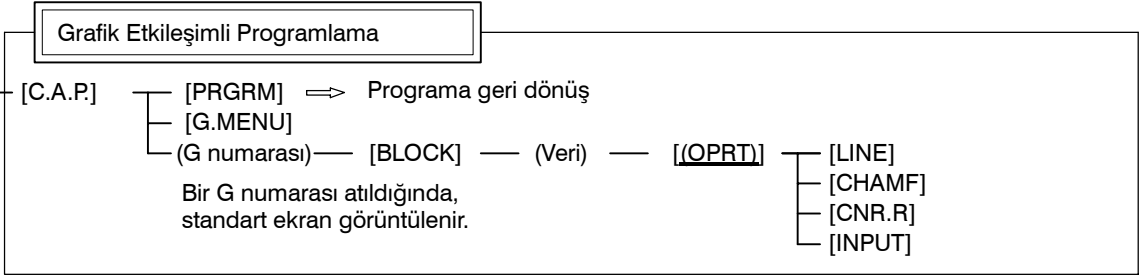 Grafik Etkileşimli Programlama
[C.A.P.] [PRGRM] Programa geri dönüş
[G.MENU]
(G numarası) [BLOCK] (Veri) [(OPRT)] [LINE]
Bir G numarası atıldığında, [CHAMF]
standart ekran görüntülenir. [CNR.R]
[INPUT]